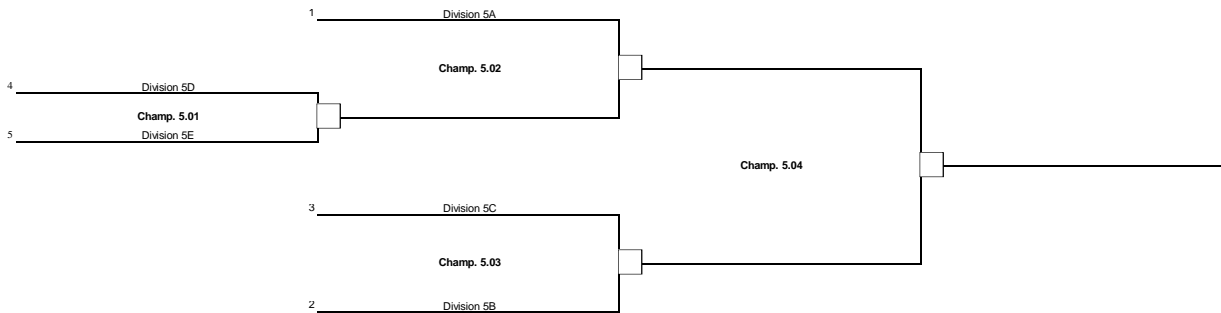 1 Division 5A
Champ. 5.02
4 Division 5D
Champ. 5.01
5 Division 5E
Champ. 5.04
3 Division 5C
Champ. 5.03
2 Division 5B